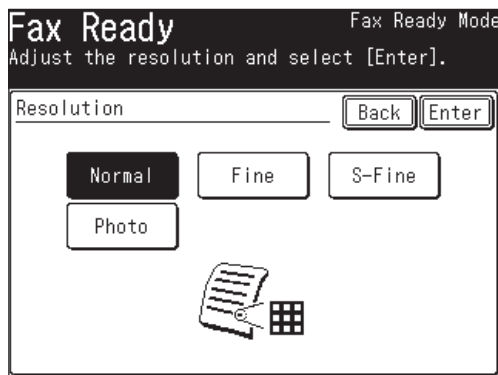 Fax Ready Fax Ready Mode
Adjust the resolution and select [Enter].
Resolution Back Enter
Normal Fine S-Fine
Photo